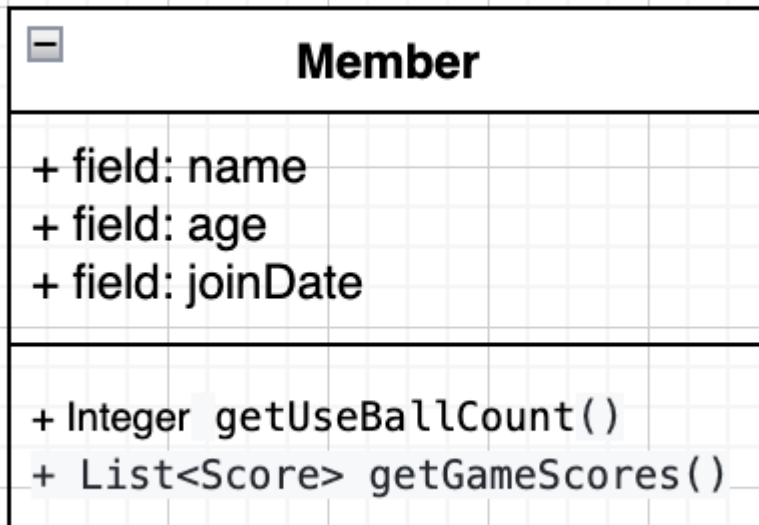 Member
+ field: name
+ field: age
+ field: joinDate
+ Integer getUseBallCount()
+ List<Score> getGameScores()